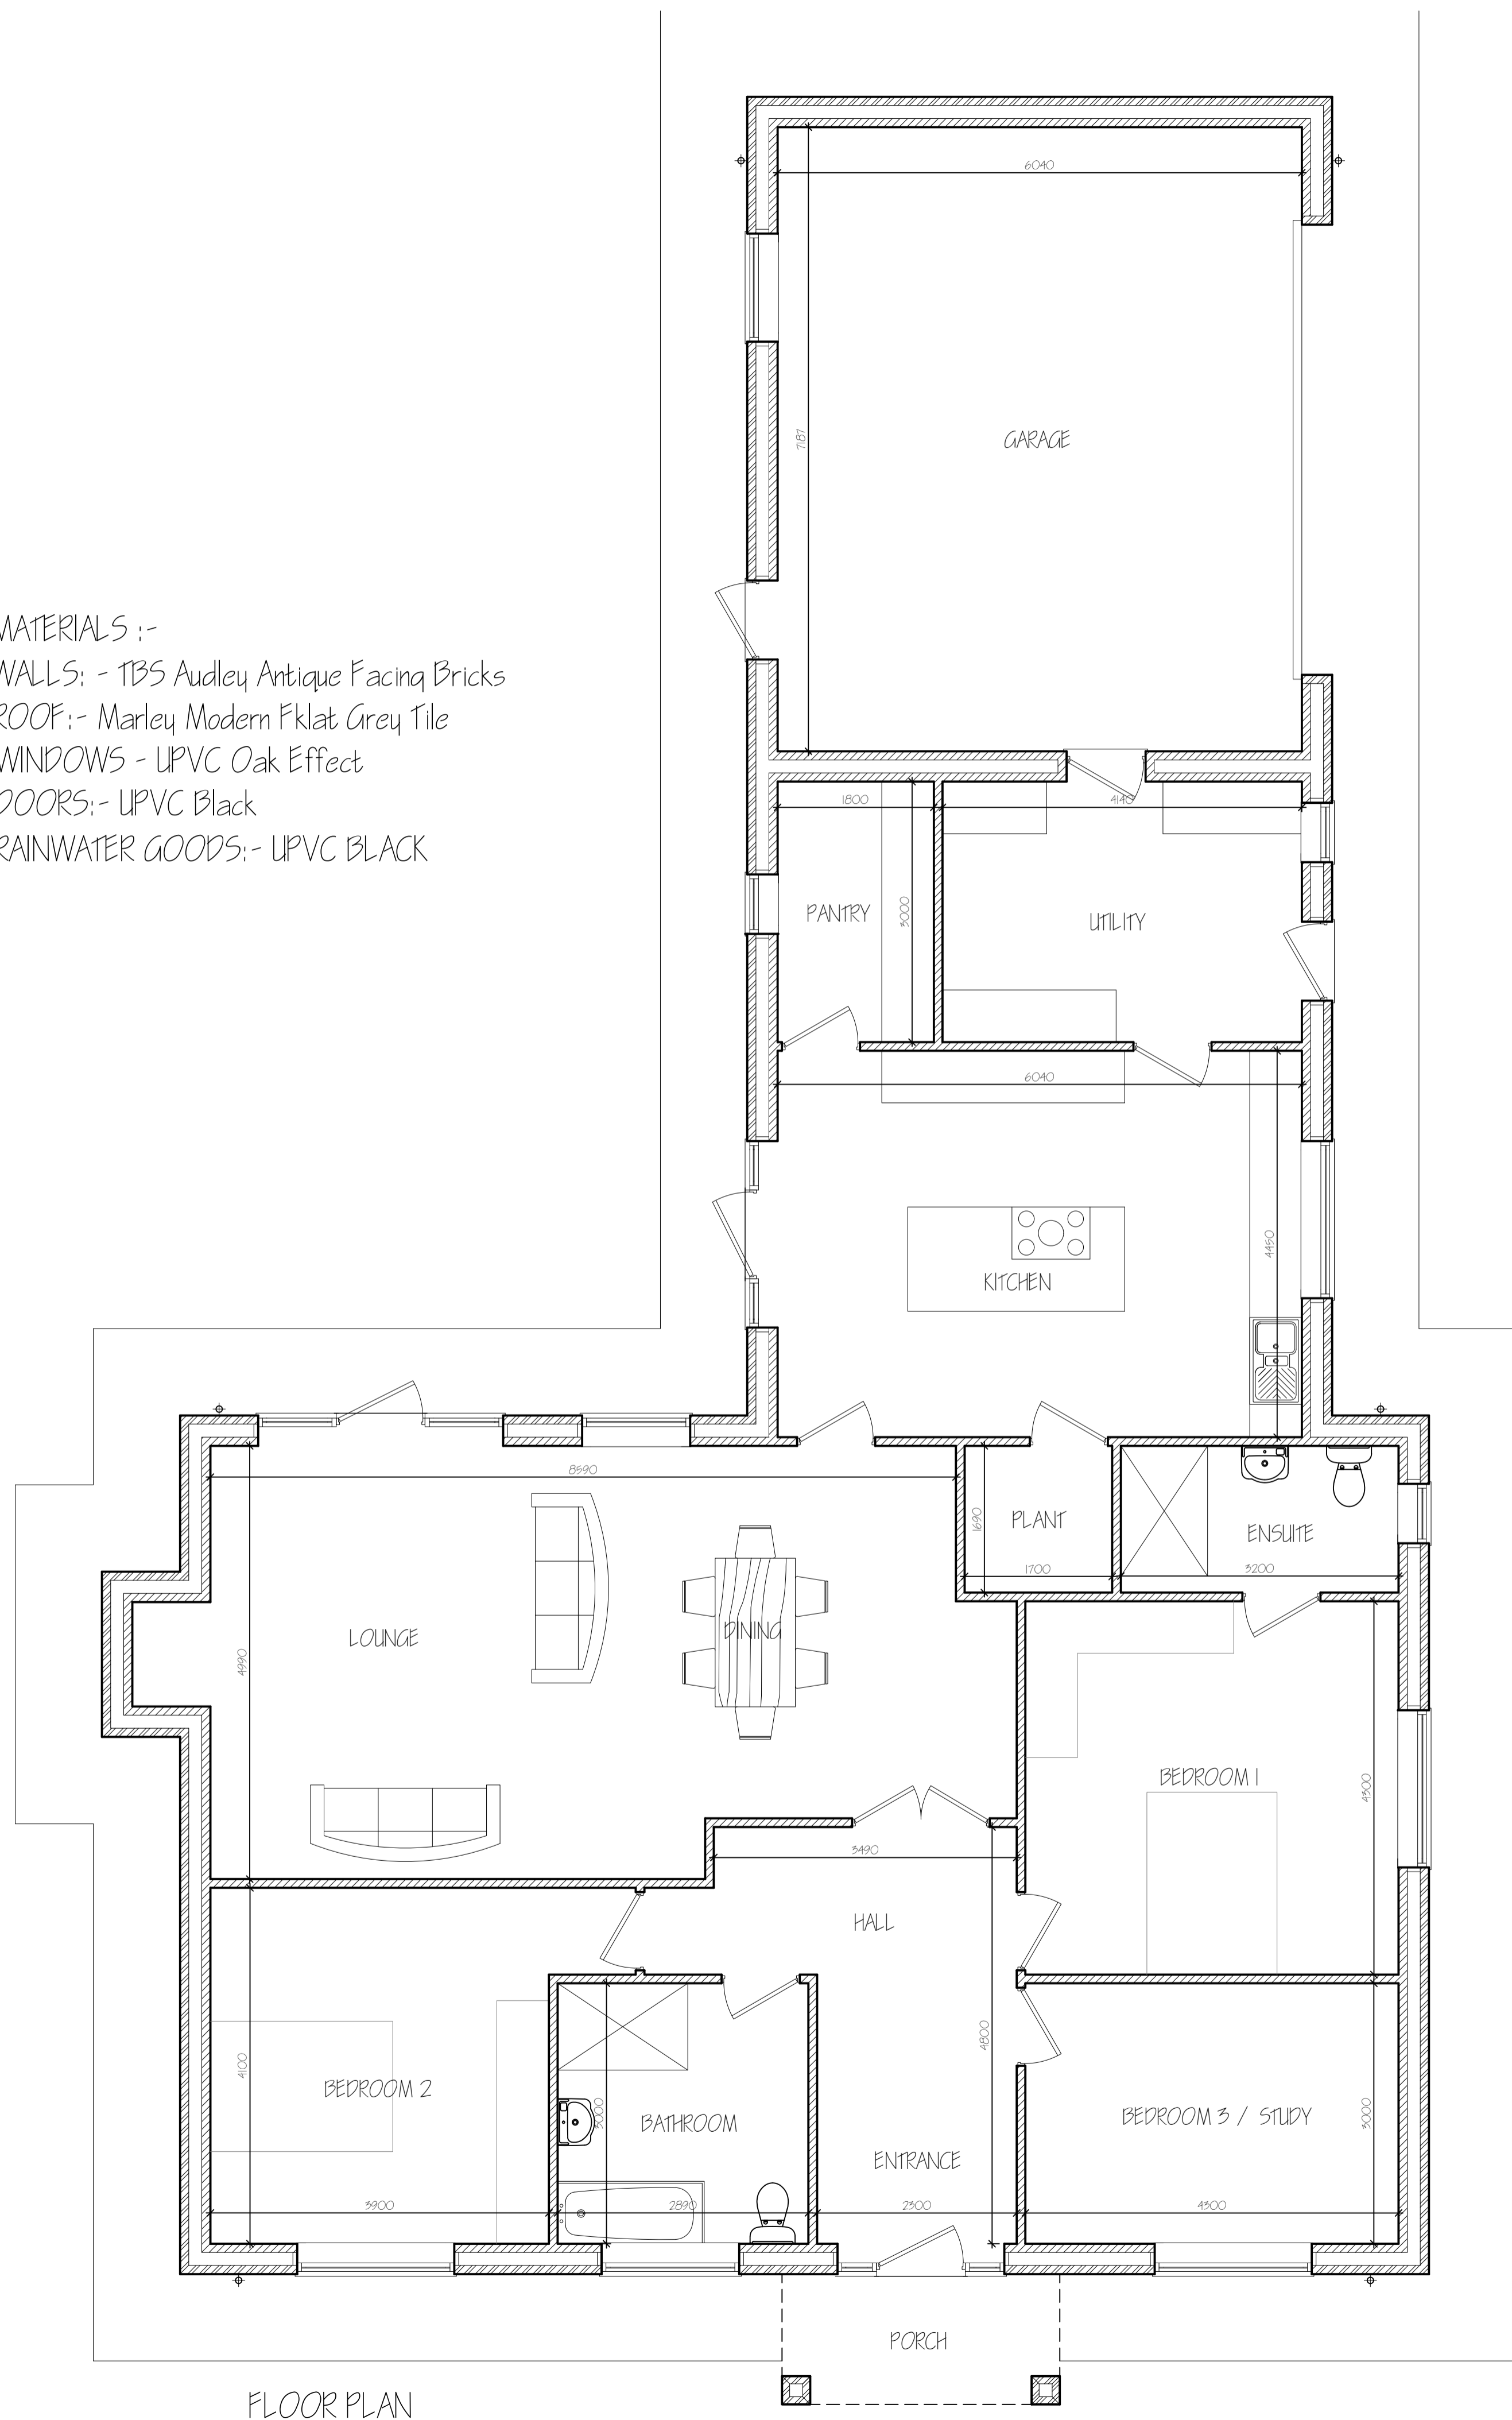 6040
7187
GARAGE
MATERIALS :-
WALLS: - TBS Audley Antique Facing Bricks
ROOF:- Marley Modern Fklat Grey Tile
WINDOWS - UPVC Oak Effect
DOORS:- UPVC Black
RAINWATER GOODS:- UPVC BLACK
1800
4140
PANTRY
3000
UTILITY
6040
4450
KITCHEN
8590
1690
PLANT
ENSUITE
1700
3200
LOUNGE
DINING
4990
BEDROOM 1
4300
3490
HALL
4800
4100
BEDROOM 2
3000
BATHROOM
BEDROOM 3 / STUDY
3000
ENTRANCE
3900
2890
2300
4300
PORCH
FLOOR PLAN